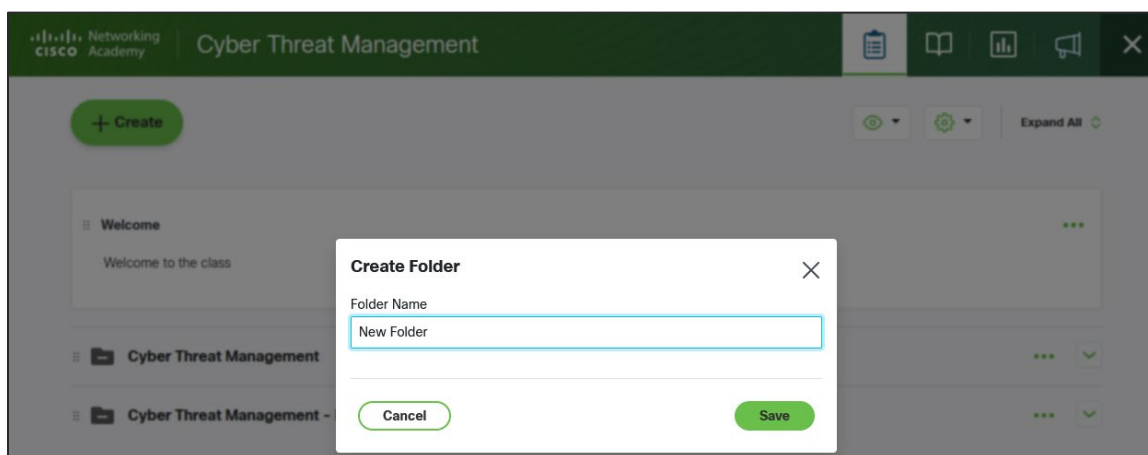 Networking
CISCO Academy
Cyber Threat Management
+ Create
Expand All
Welcome
Welcome to the class
Create Folder
Folder Name
New Folder
Cyber Threat Management
Cyber Threat Management -
Cancel
Save